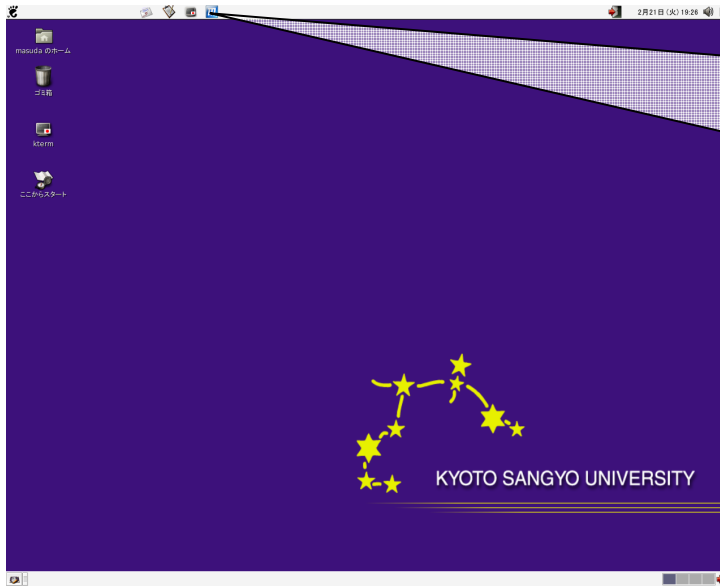 2月21日 (火) 19:26
masuda のホーム
ゴミ箱
kterm
ここからスタート
KYOTO SANGYO UNIVERSITY